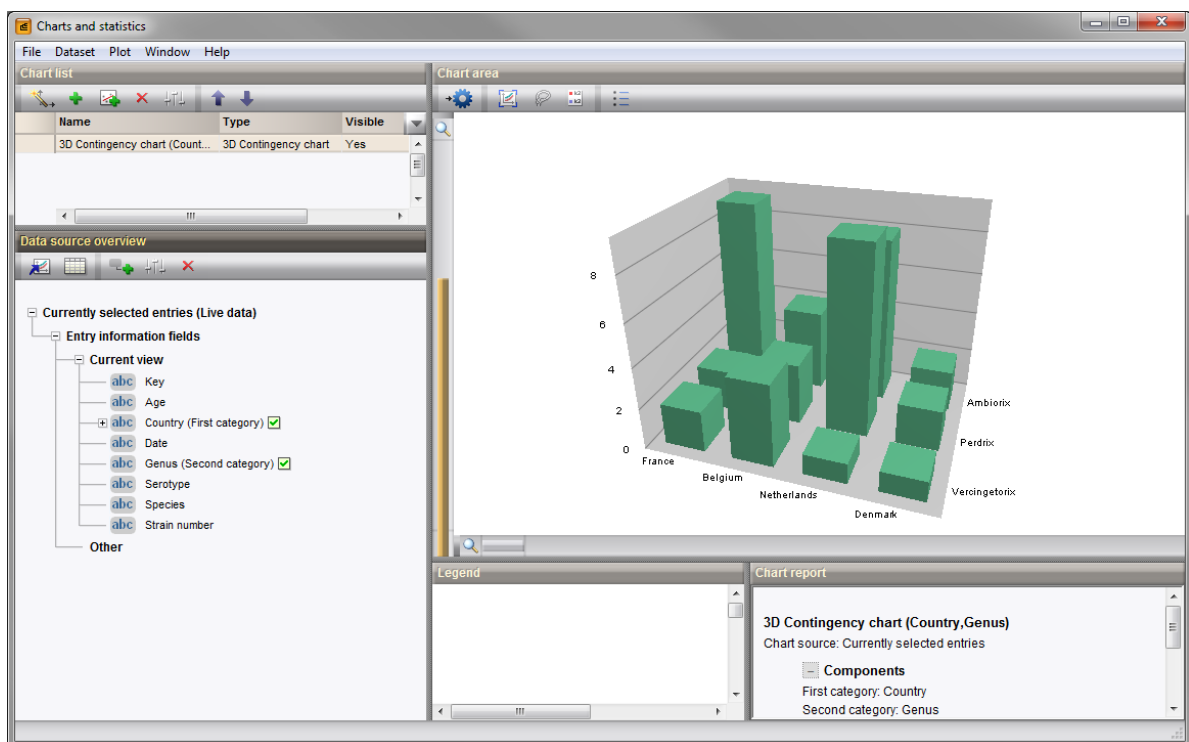 Charts and statistics
File Dataset Plot Window Help
Chart list
Name Type Visible
3D Contingency chart (Count... 3D Contingency chart Yes
Data source overview
Currently selected entries (Live data)
Entry information fields
Current view
abc Key
abc Age
abc Country (First category)
abc Date
abc Genus (Second category)
abc Serotype
abc Species
abc Strain number
Other
Chart area
8
6
4
2
0
France
Belgium
Netherlands
Denmark
Ambiorix
Perdrix
Vercingetorix
Legend
Chart report
3D Contingency chart (Country,Genus)
Chart source: Currently selected entries
Components
First category: Country
Second category: Genus